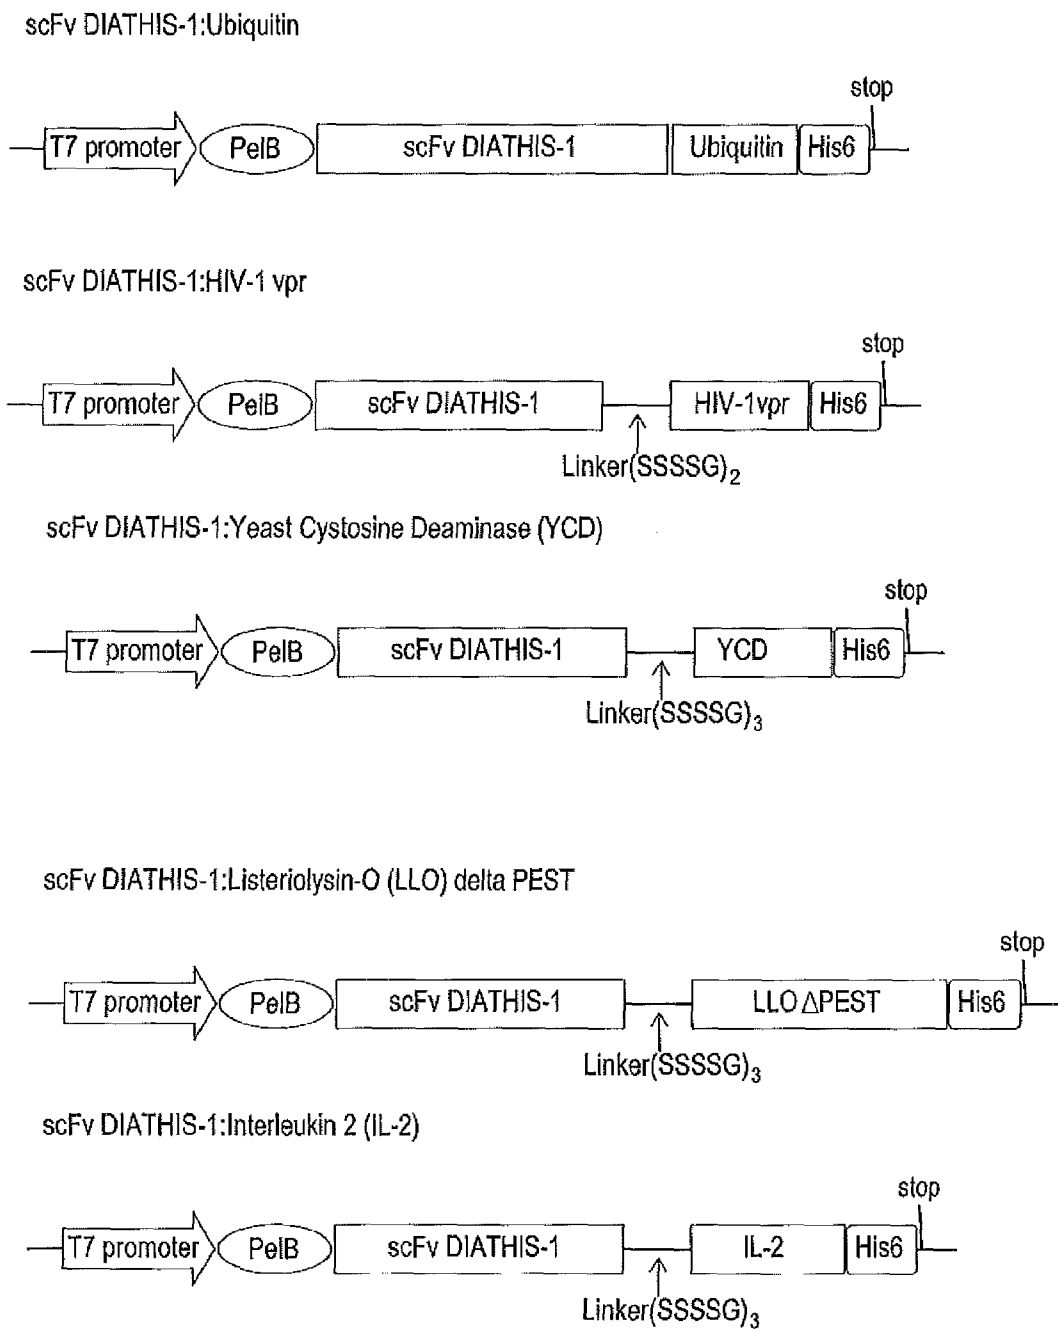 scFv DIATHIS-1:Ubiquitin
stop
T7 promoter PelB scFv DIATHIS-1 Ubiquitin His6
scFv DIATHIS-1:HIV-1 vpr
stop
T7 promoter PelB scFv DIATHIS-1 HIV-1vpr His6
Linker(SSSSG)2
scFv DIATHIS-1:Yeast Cystosine Deaminase (YCD)
stop
T7 promoter PelB scFv DIATHIS-1 YCD His6
Linker(SSSSG)3
scFv DIATHIS-1:Listeriolysin-O (LLO) delta PEST
stop
T7 promoter PelB scFv DIATHIS-1 LLO ΔPEST His6
Linker(SSSSG)3
scFv DIATHIS-1:Interleukin 2 (IL-2)
stop
T7 promoter PelB scFv DIATHIS-1 IL-2 His6
Linker(SSSSG)3